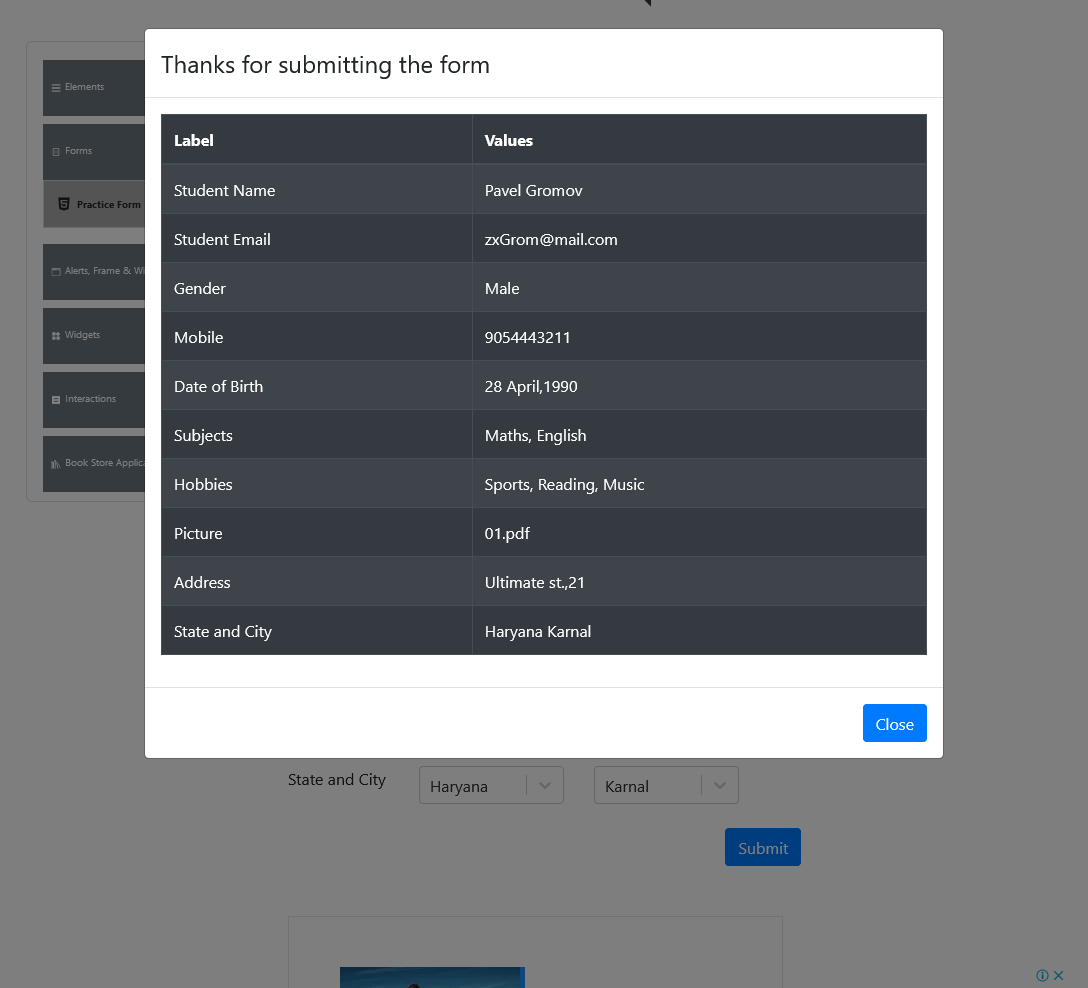 Thanks for submitting the form
Label Values
Student Name Pavel Gromov
Student Email zxGrom@mail.com
Gender Male
Mobile 9054443211
Date of Birth 28 April,1990
Subjects Maths, English
Hobbies Sports, Reading, Music
Picture 01.pdf
Address Ultimate st.,21
State and City Haryana Karnal
Close
Elements
Forms
Practice Form
Alerts, Frame & Wi
Widgets
Interactions
Book Store Applica
State and City Haryana Karnal
Submit